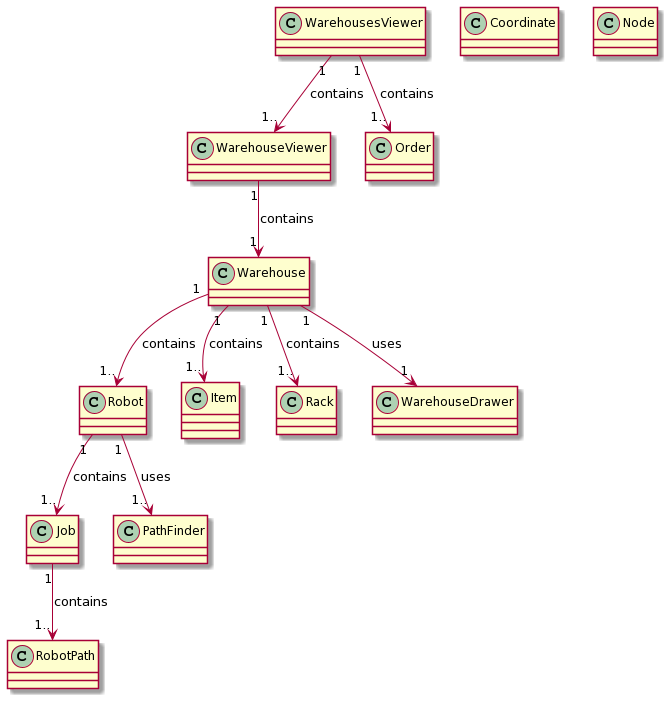 C WarehousesViewer
C Coordinate
C Node
1
1
contains
contains
1..
1..
C WarehouseViewer
C Order
1
contains
1
C Warehouse
1
1
1
1
contains
contains
contains
uses
1..
1..
1..
1
C Robot
C Item
C Rack
C WarehouseDrawer
1
1
contains
uses
1..
1..
C Job
C PathFinder
1
contains
1..
C RobotPath